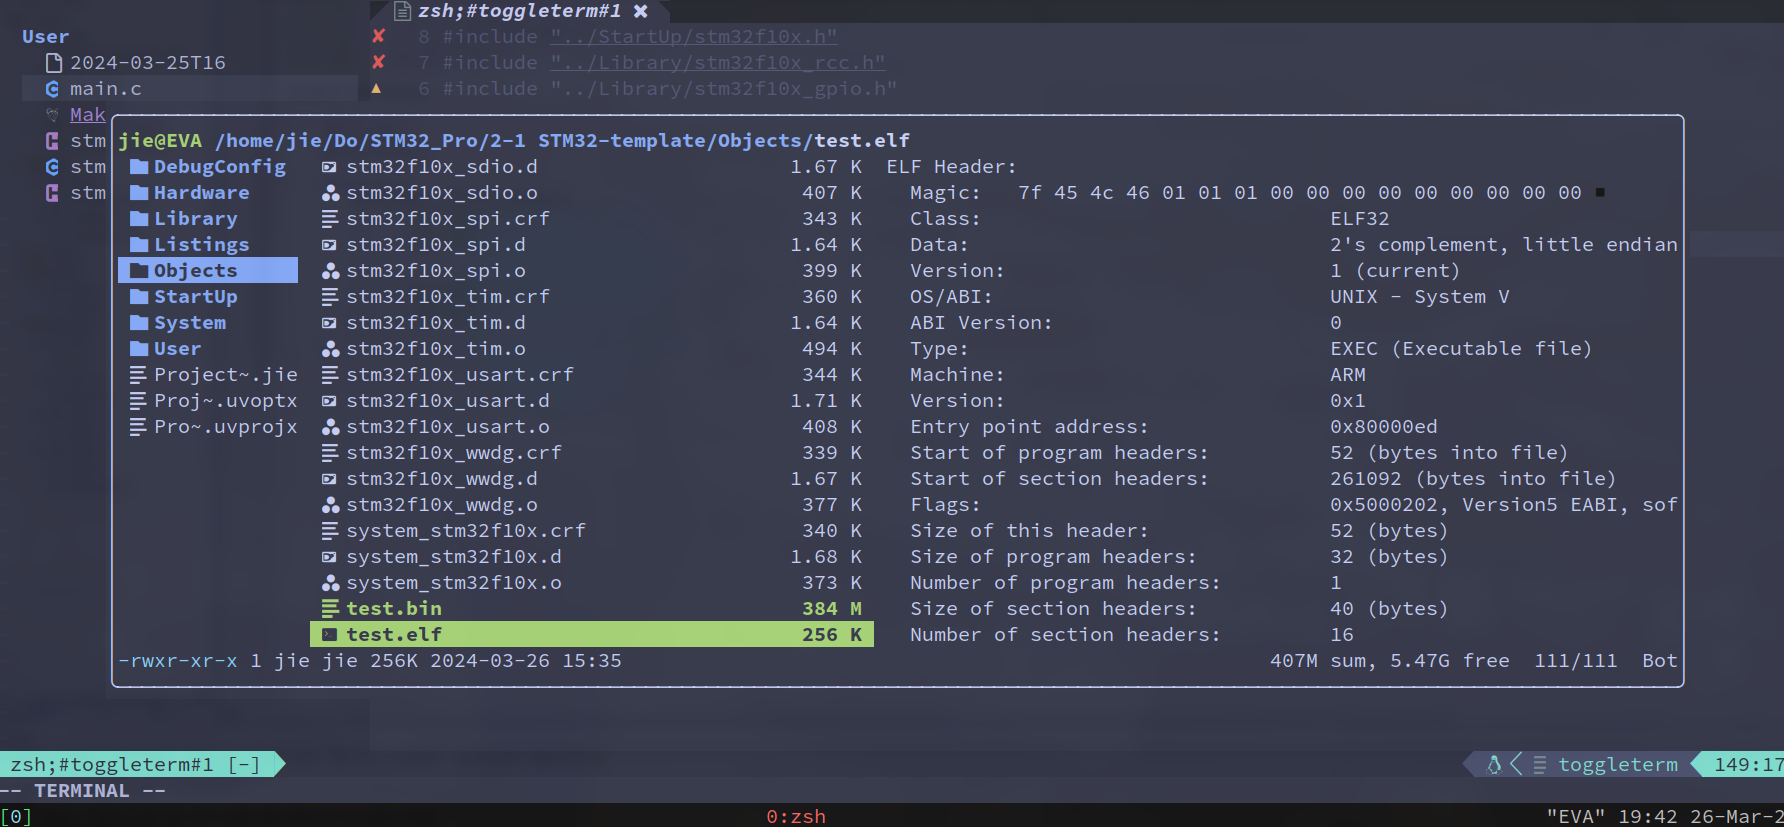 zsh;#toggleterm#1 ✖
User
✘ 8 #include "../StartUp/stm32f10x.h"
2024-03-25T16
✘ 7 #include "../Library/stm32f10x_rcc.h"
main.c
▲ 6 #include "../Library/stm32f10x_gpio.h"
Mak
stm
stm
stm
jie@EVA /home/jie/Do/STM32_Pro/2-1 STM32-template/Objects/test.elf
DebugConfig stm32f10x_sdio.d 1.67 K ELF Header:
Hardware stm32f10x_sdio.o 407 K Magic: 7f 45 4c 46 01 01 01 00 00 00 00 00 00 00 00 00
Library stm32f10x_spi.crf 343 K Class: ELF32
Listings stm32f10x_spi.d 1.64 K Data: 2's complement, little endian
Objects stm32f10x_spi.o 399 K Version: 1 (current)
StartUp stm32f10x_tim.crf 360 K OS/ABI: UNIX - System V
System stm32f10x_tim.d 1.64 K ABI Version: 0
User stm32f10x_tim.o 494 K Type: EXEC (Executable file)
Project~.jie stm32f10x_usart.crf 344 K Machine: ARM
Proj~.uvoptx stm32f10x_usart.d 1.71 K Version: 0x1
Pro~.uvprojx stm32f10x_usart.o 408 K Entry point address: 0x80000ed
stm32f10x_wwdg.crf 339 K Start of program headers: 52 (bytes into file)
stm32f10x_wwdg.d 1.67 K Start of section headers: 261092 (bytes into file)
stm32f10x_wwdg.o 377 K Flags: 0x5000202, Version5 EABI, sof
system_stm32f10x.crf 340 K Size of this header: 52 (bytes)
system_stm32f10x.d 1.68 K Size of program headers: 32 (bytes)
system_stm32f10x.o 373 K Number of program headers: 1
test.bin 384 M Size of section headers: 40 (bytes)
test.elf 256 K Number of section headers: 16
-rwxr-xr-x 1 jie jie 256K 2024-03-26 15:35 407M sum, 5.47G free 111/111 Bot
zsh;#toggleterm#1 [-] toggleterm 149:17
-- TERMINAL --
[0] 0:zsh "EVA" 19:42 26-Mar-2